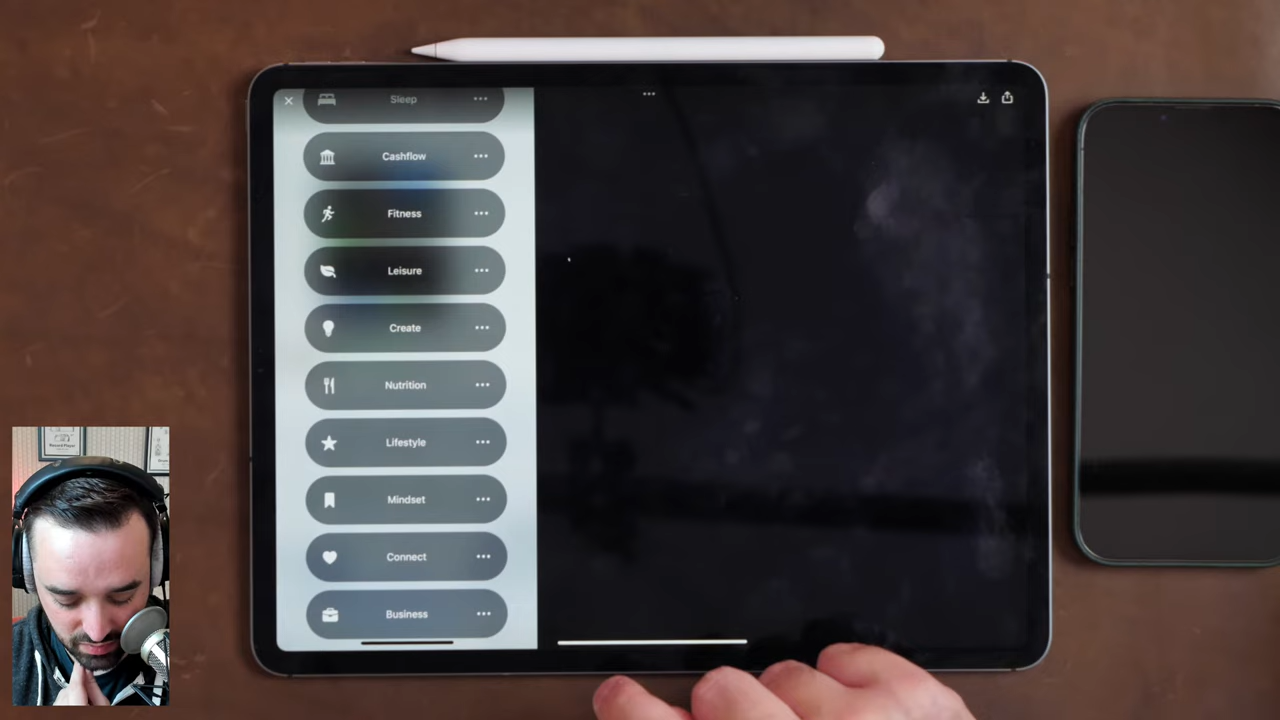 Sleep
Cashflow
Fitness
Leisure
Create
Nutrition
Lifestyle
Mindset
Connect
Business